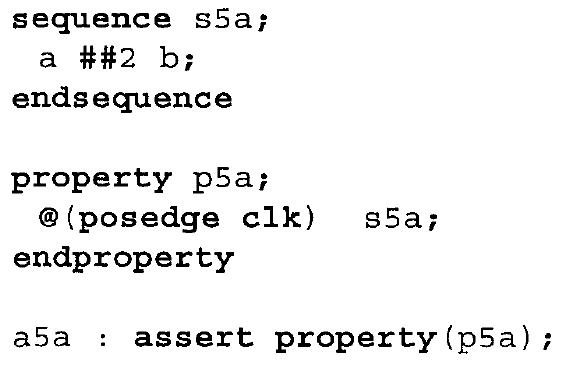 sequence s5a;
a ##2 b;
endsequence
property p5a;
@(posedge clk) s5a;
endproperty
a5a : assert property(p5a);